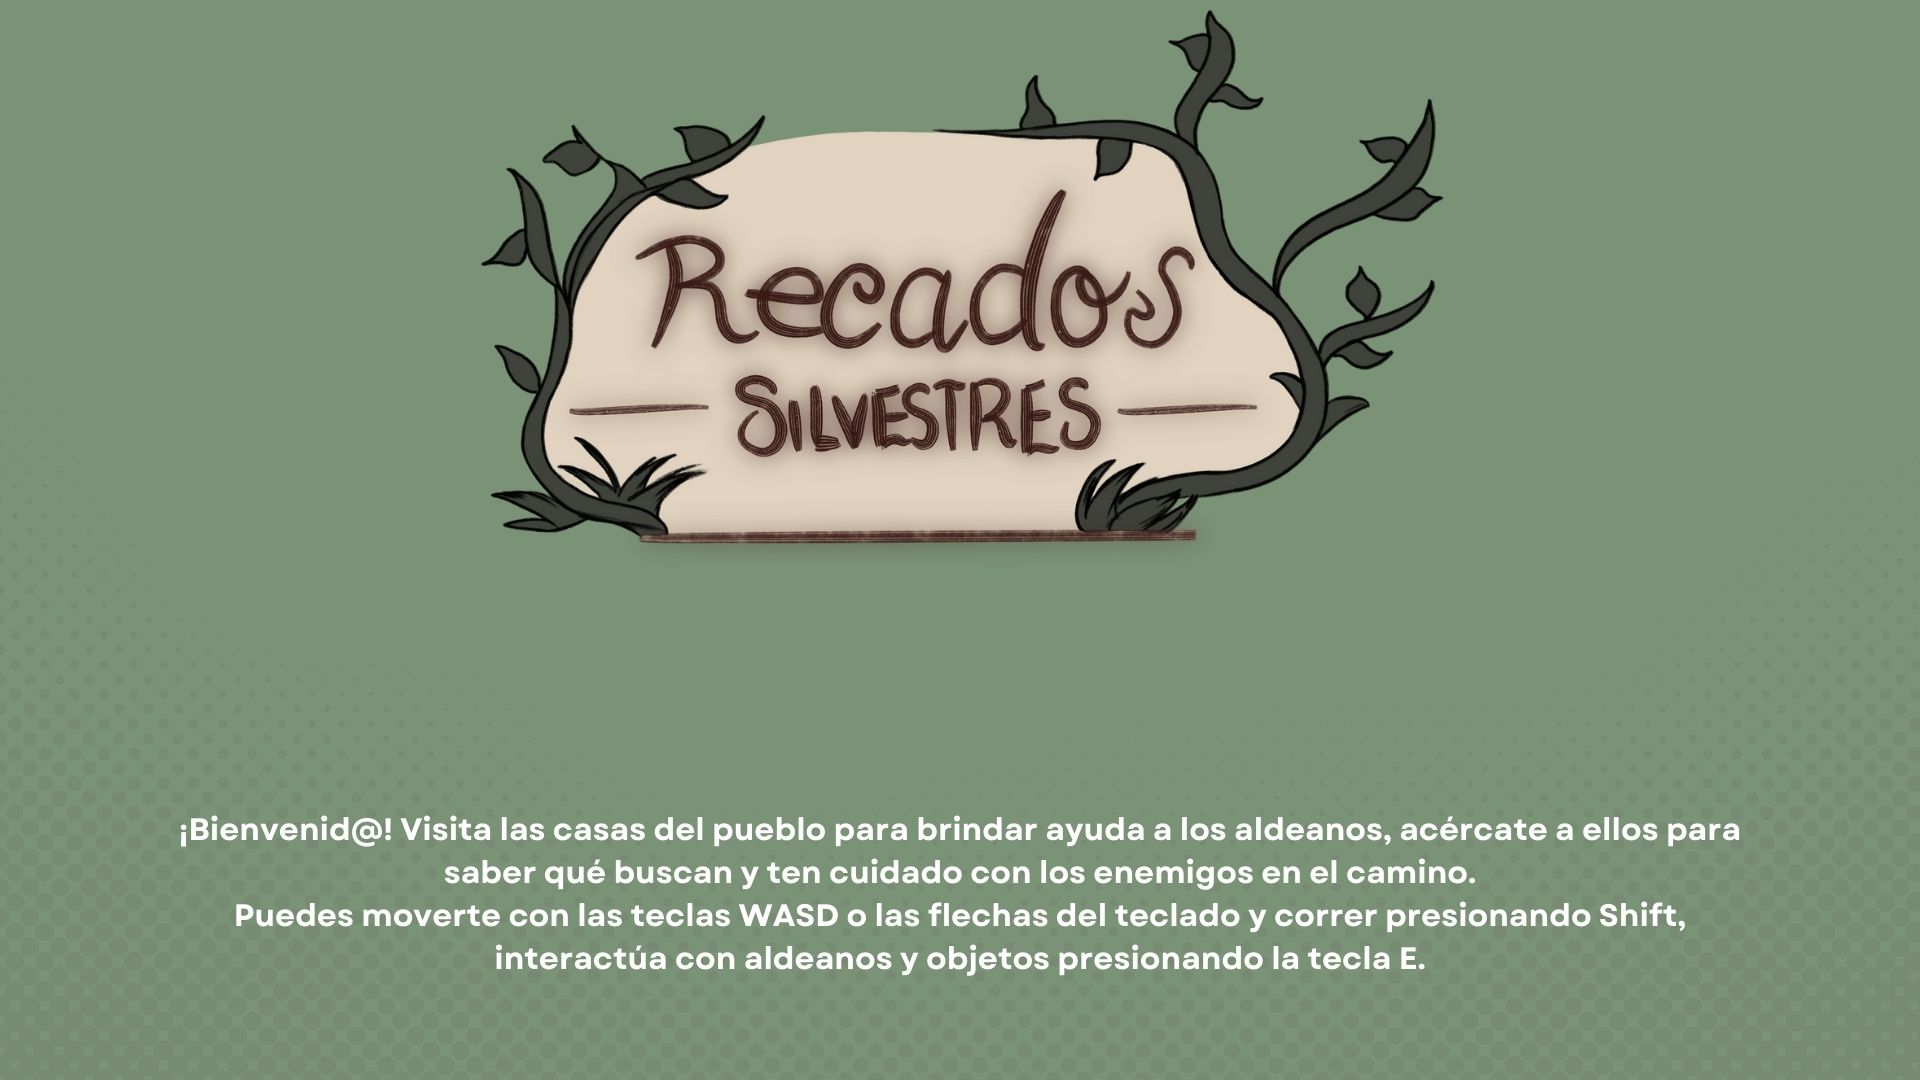 Recados
SILVESTRES
¡Bienvenid@! Visita las casas del pueblo para brindar ayuda a los aldeanos, acércate a ellos para
saber qué buscan y ten cuidado con los enemigos en el camino.
Puedes moverte con las teclas WASD o las flechas del teclado y correr presionando Shift,
interactúa con aldeanos y objetos presionando la tecla E.